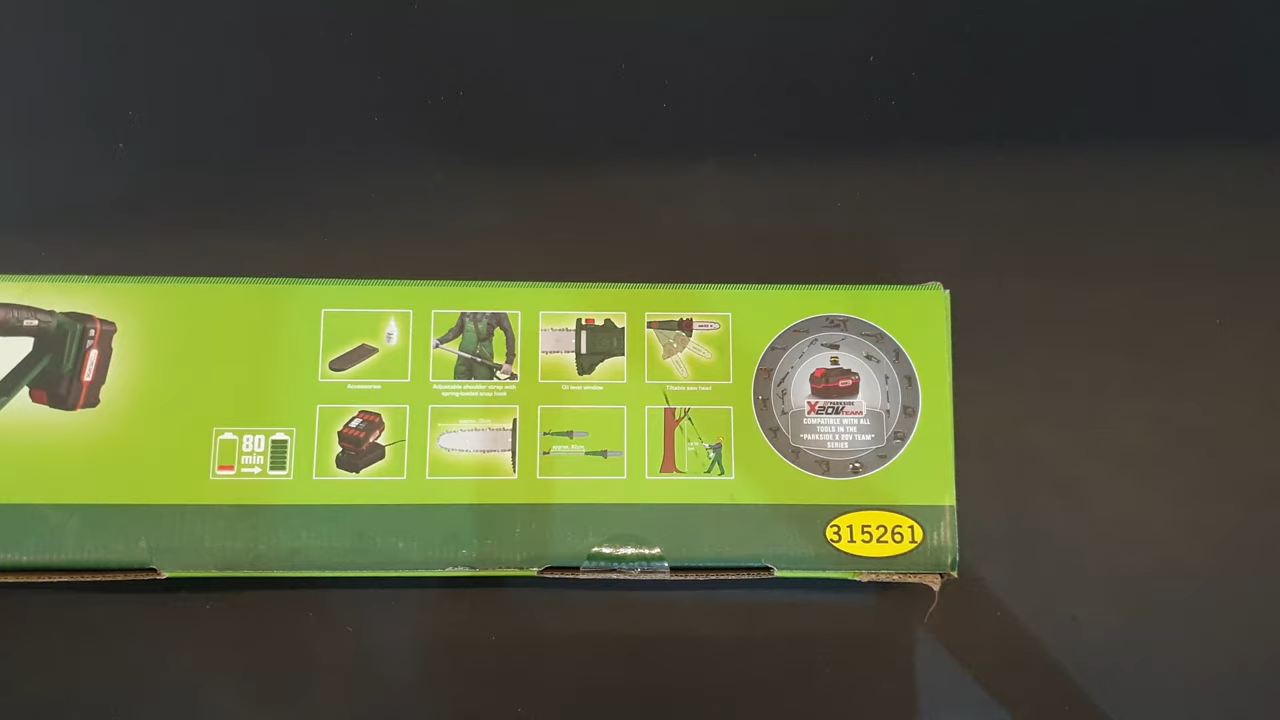 Accessories
Adjustable shoulder strap with
spring-loaded snap hook
Oil level window
Tiltable saw head
80
min
PARKSIDE
X20V TEAM
COMPATIBLE WITH ALL
TOOLS IN THE
"PARKSIDE X 20V TEAM"
SERIES
315261